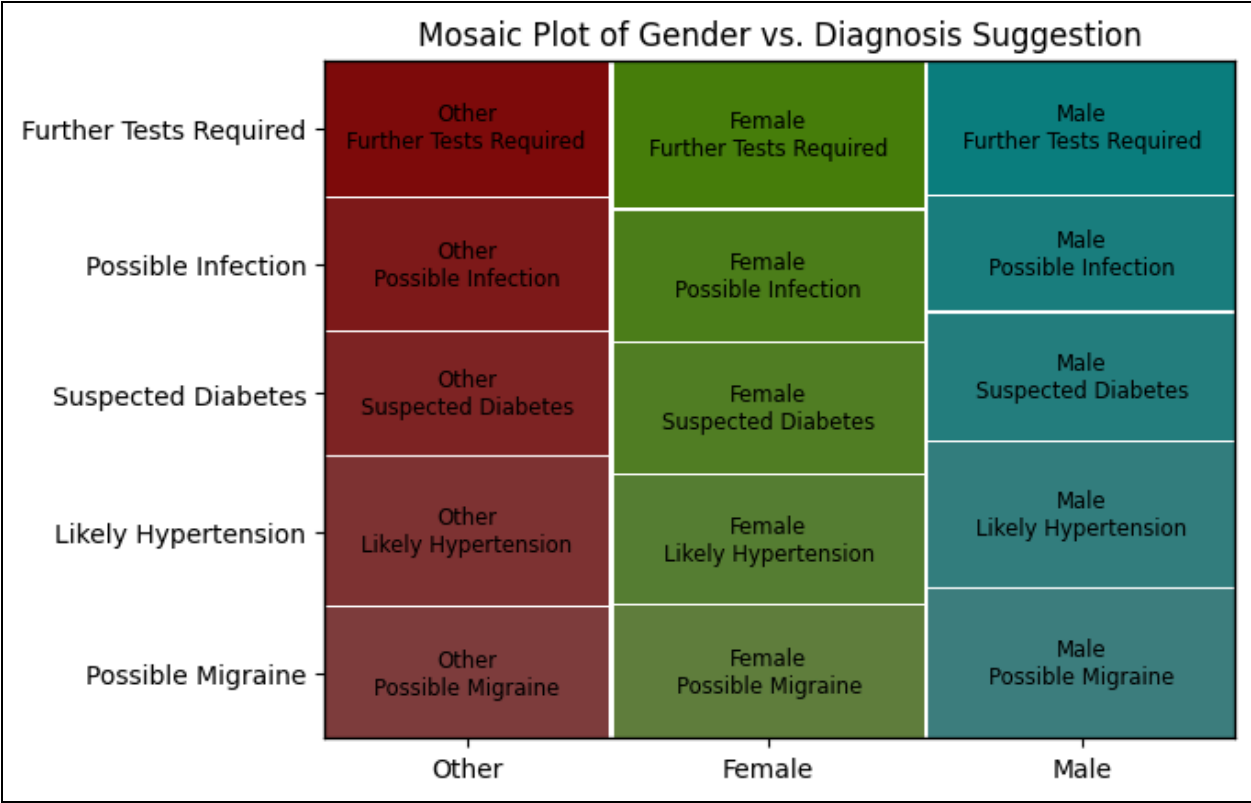 Mosaic Plot of Gender vs. Diagnosis Suggestion
Further Tests Required
Possible Infection
Suspected Diabetes
Likely Hypertension
Possible Migraine
Other
Further Tests Required
Other
Possible Infection
Other
Suspected Diabetes
Other
Likely Hypertension
Other
Possible Migraine
Female
Further Tests Required
Female
Possible Infection
Female
Suspected Diabetes
Female
Likely Hypertension
Female
Possible Migraine
Male
Further Tests Required
Male
Possible Infection
Male
Suspected Diabetes
Male
Likely Hypertension
Male
Possible Migraine
Other
Female
Male